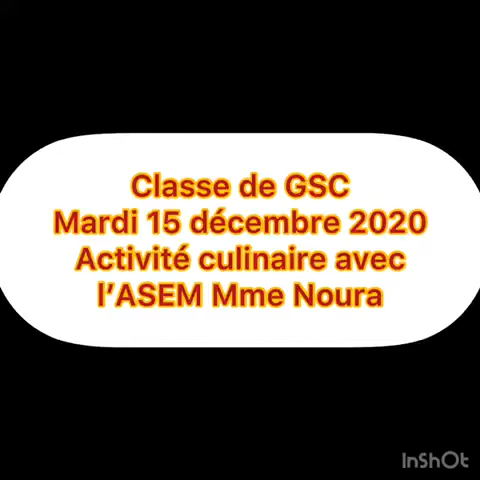 Classe de GSC
Mardi 15 décembre 2020
Activité culinaire avec
l’ASEM Mme Noura
InShOt